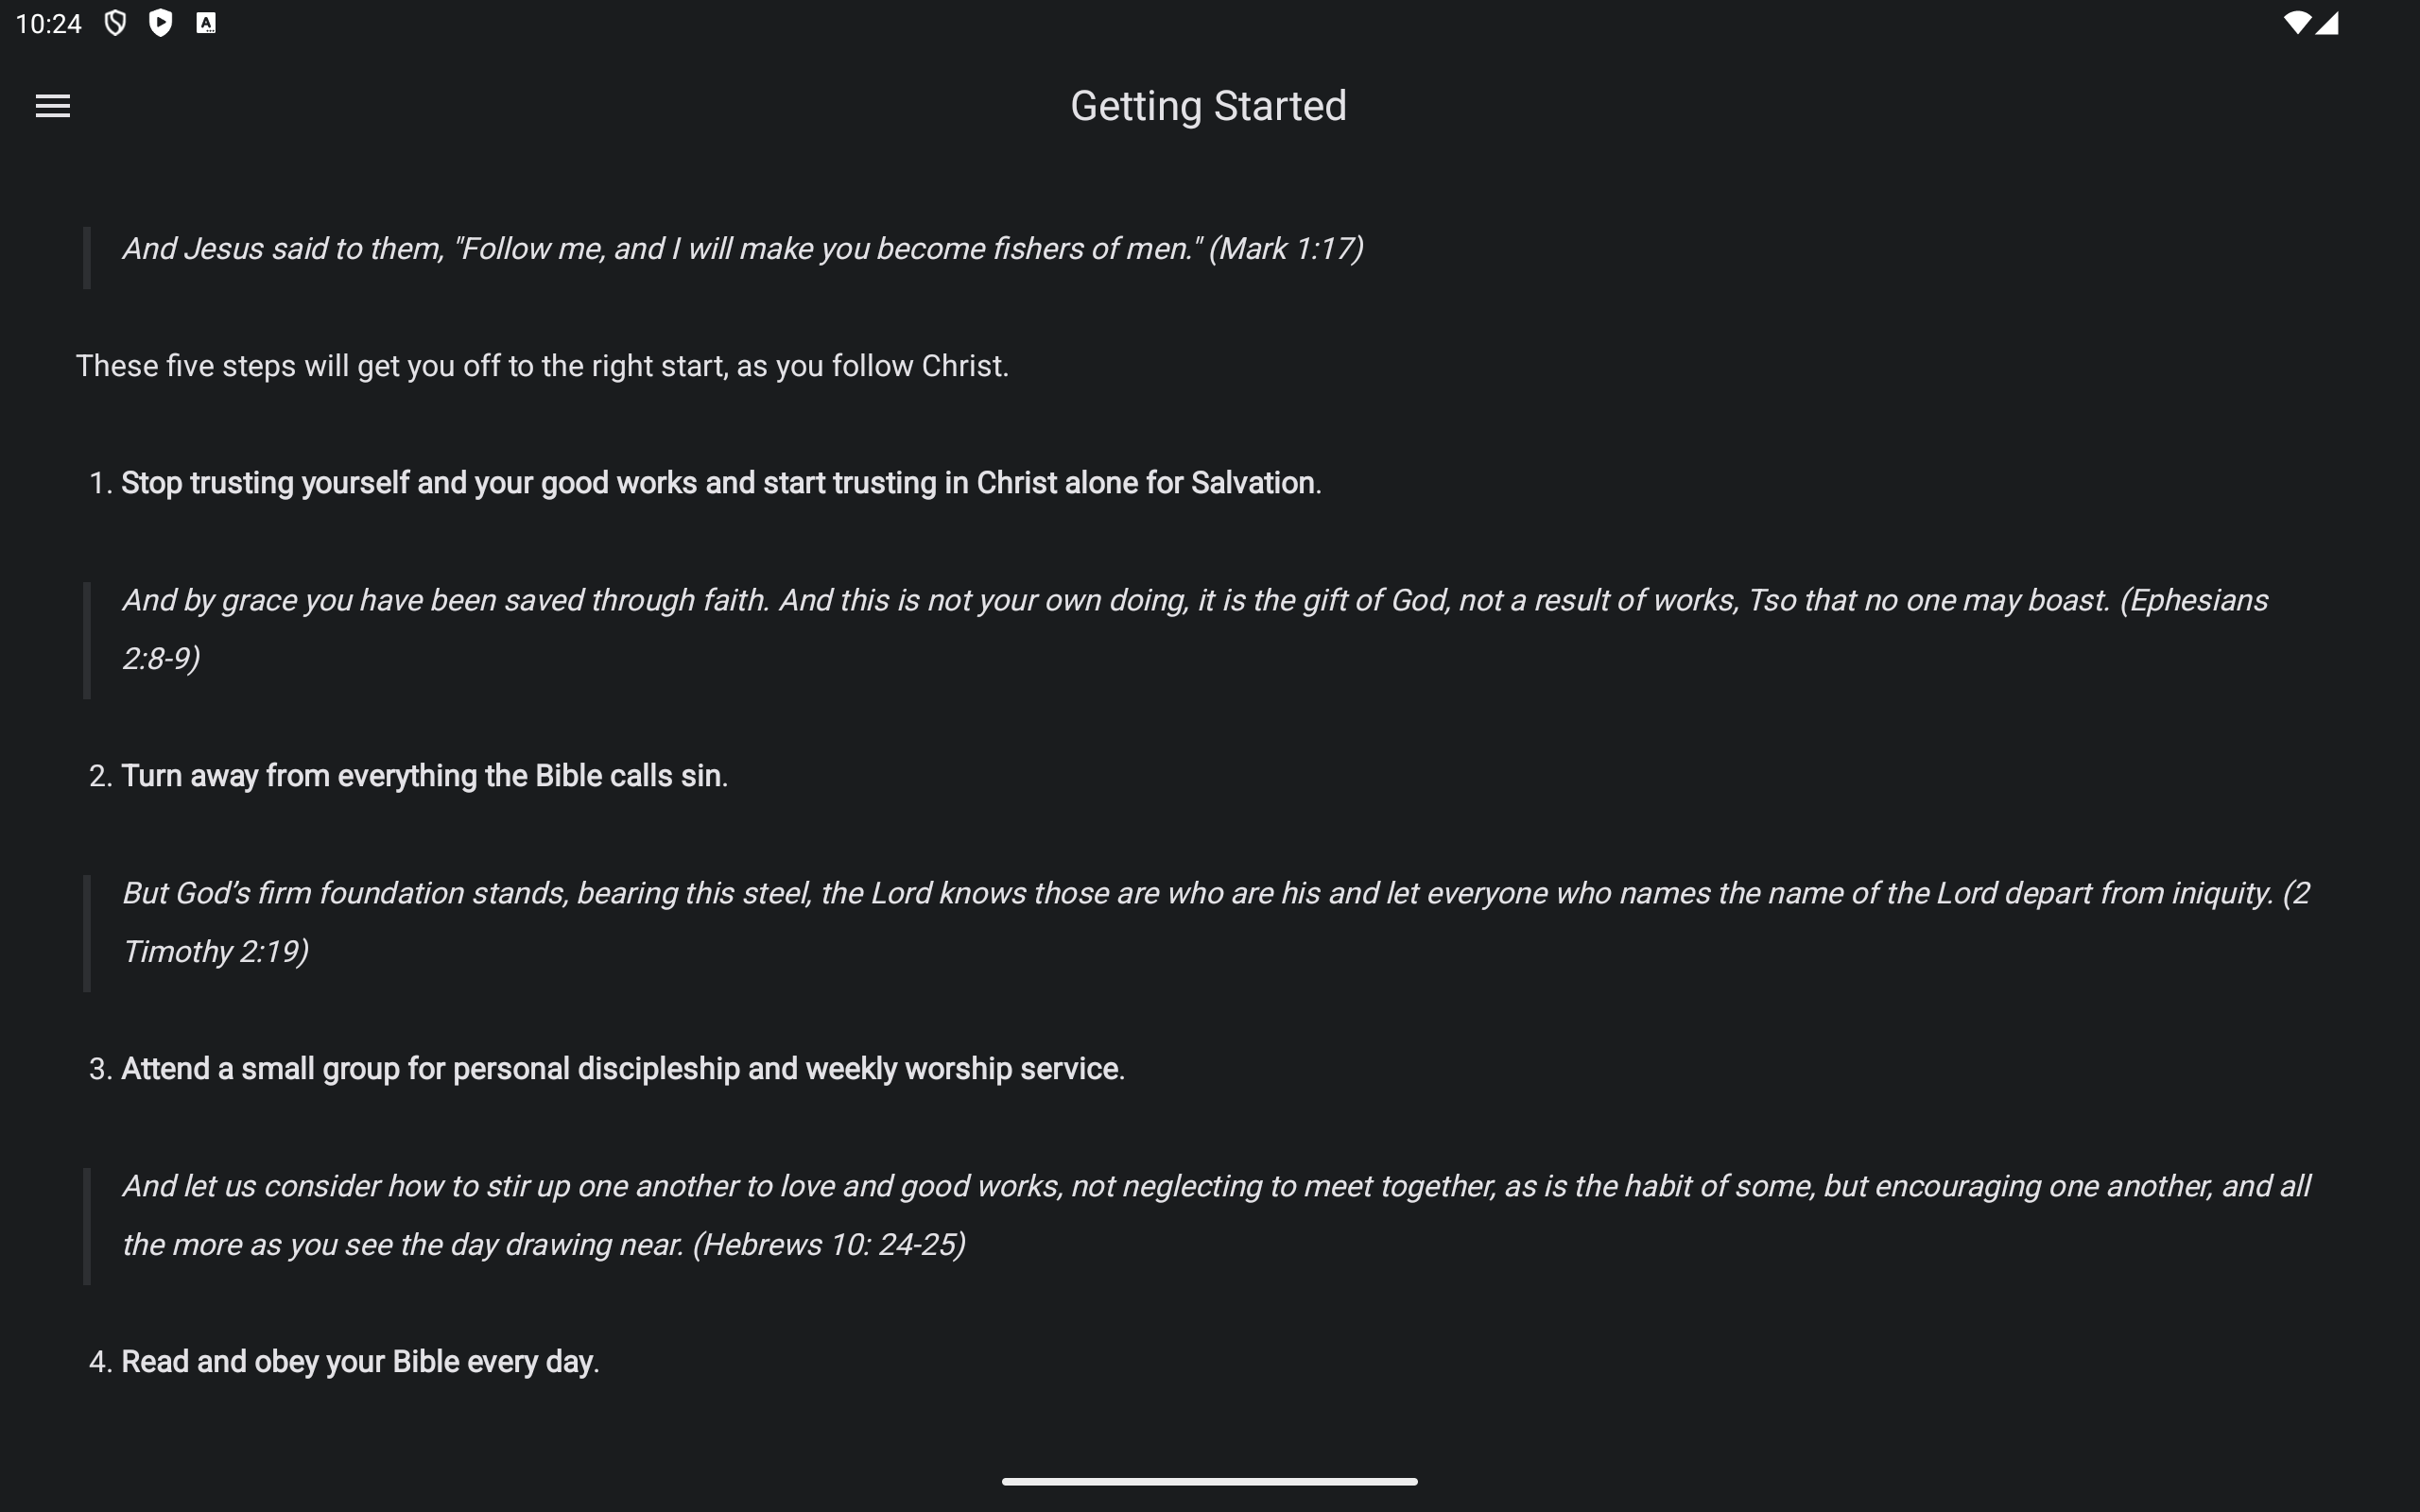 10:24
Getting Started
And Jesus said to them, "Follow me, and I will make you become fishers of men." (Mark 1:17)
These five steps will get you off to the right start, as you follow Christ.
1. Stop trusting yourself and your good works and start trusting in Christ alone for Salvation.
And by grace you have been saved through faith. And this is not your own doing, it is the gift of God, not a result of works, Tso that no one may boast. (Ephesians
2:8-9)
2. Turn away from everything the Bible calls sin.
But God’s firm foundation stands, bearing this steel, the Lord knows those are who are his and let everyone who names the name of the Lord depart from iniquity. (2
Timothy 2:19)
3. Attend a small group for personal discipleship and weekly worship service.
And let us consider how to stir up one another to love and good works, not neglecting to meet together, as is the habit of some, but encouraging one another, and all
the more as you see the day drawing near. (Hebrews 10: 24-25)
4. Read and obey your Bible every day.